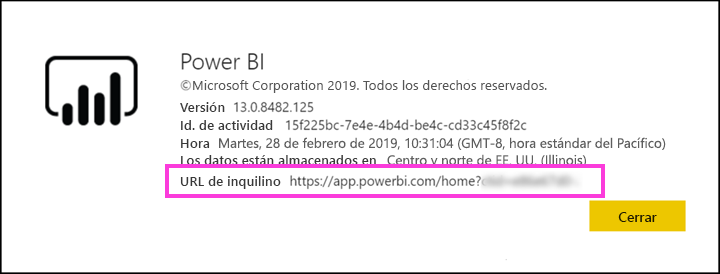 Power BI
©Microsoft Corporation 2019. Todos los derechos reservados.
Versión 13.0.8482.125
Id. de actividad 15f225bc-7e4e-4b4d-be4c-cd33c45f8f2c
Hora Martes, 28 de febrero de 2019, 10:31:04 (GMT-8, hora estándar del Pacífico)
Los datos están almacenados en Centro y norte de EE. UU. (Illinois)
URL de inquilino https://app.powerbi.com/home?
Cerrar